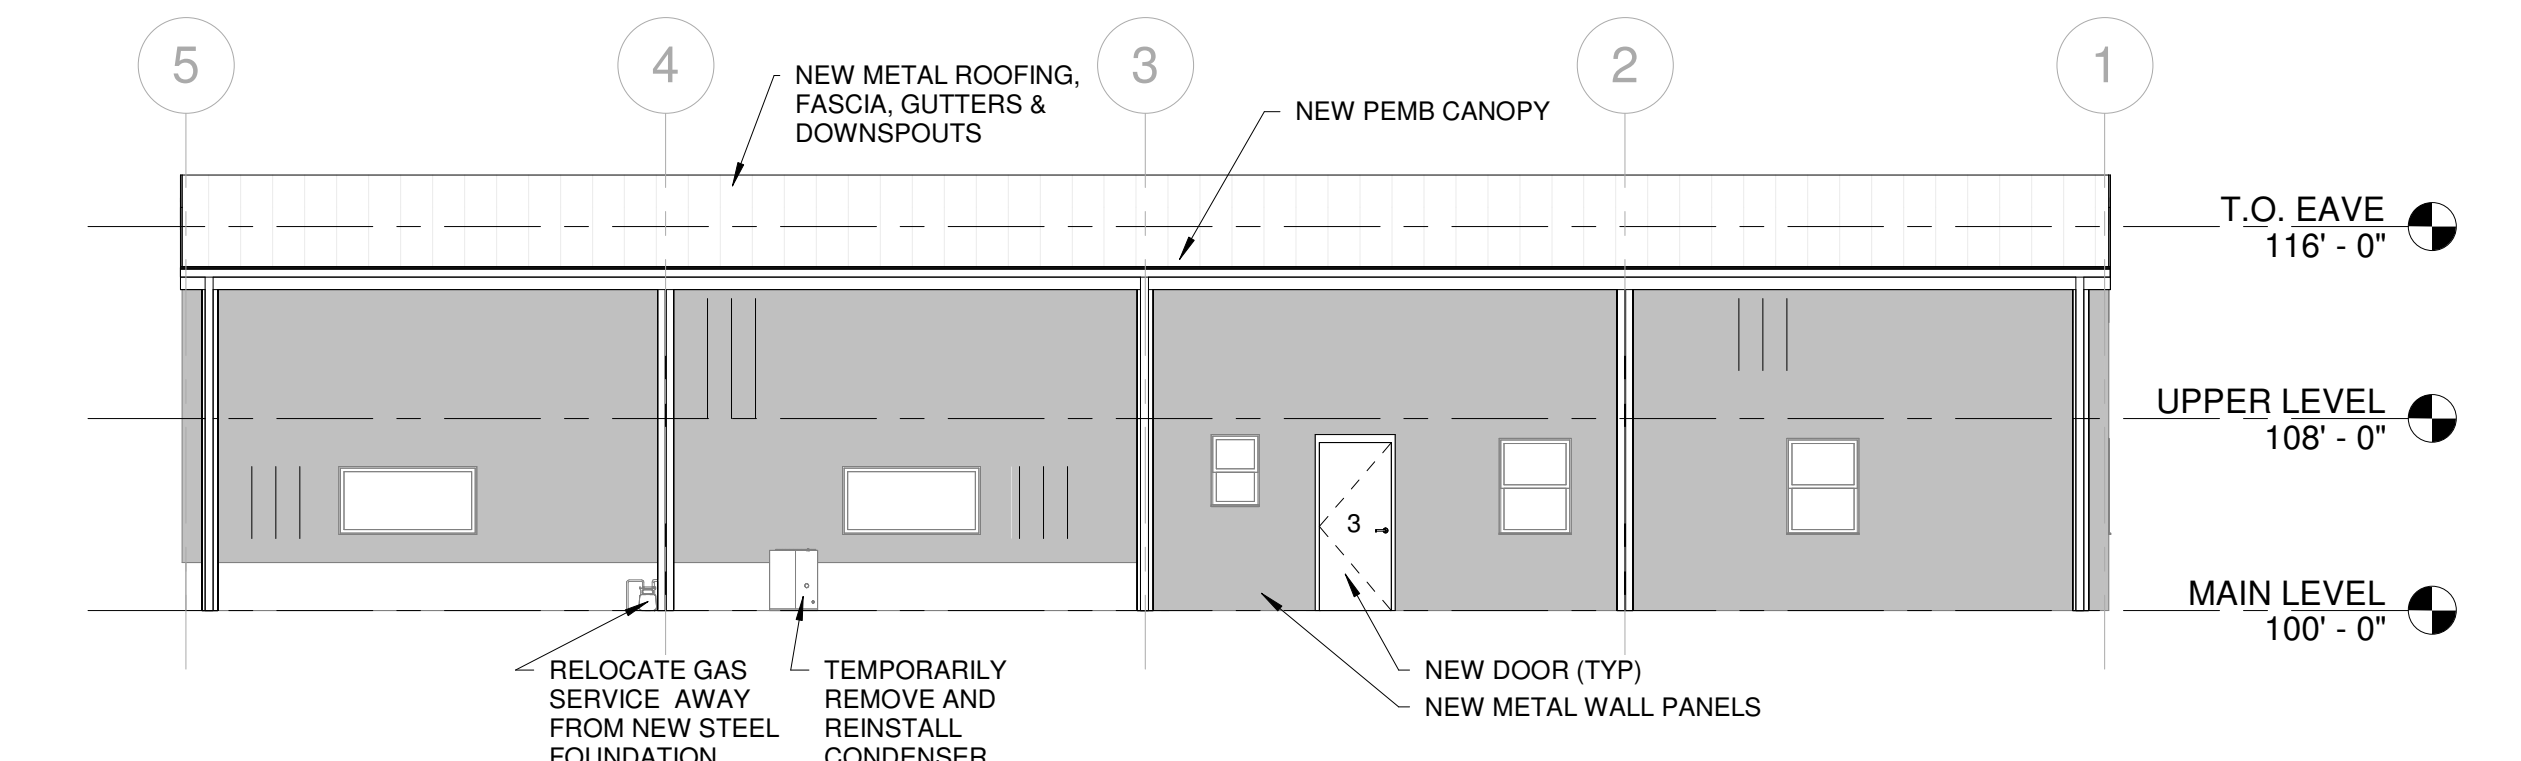 5
4
3
2
1
NEW METAL ROOFING,
FASCIA, GUTTERS &
DOWNSPOUTS
NEW PEMB CANOPY
T.O. EAVE
116' - 0"
UPPER LEVEL
108' - 0"
3
MAIN LEVEL
100' - 0"
RELOCATE GAS
SERVICE  AWAY
FROM NEW STEEL
FOUNDATION
TEMPORARILY
REMOVE AND
REINSTALL
CONDENSER
NEW DOOR (TYP)
NEW METAL WALL PANELS